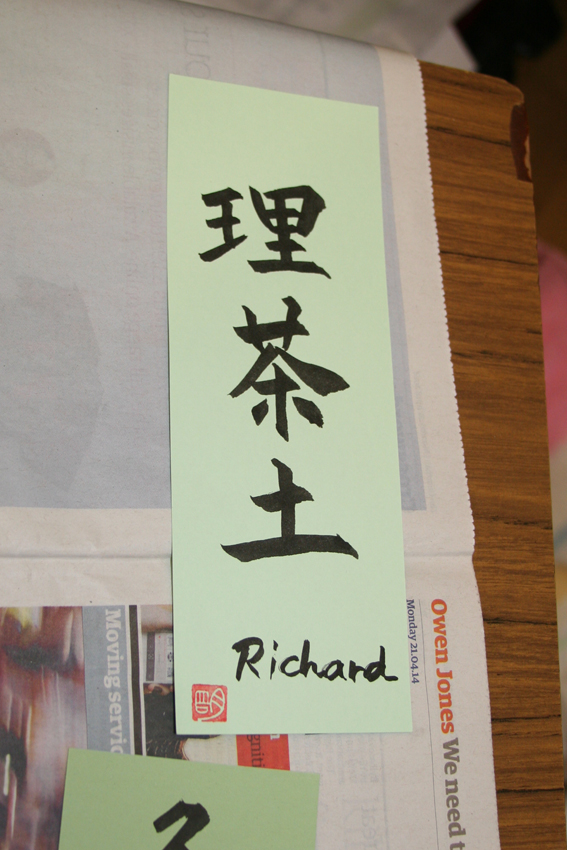 理
茶
土
Richard
Monday 21.04.14
Owen Jones We need t
Moving servic